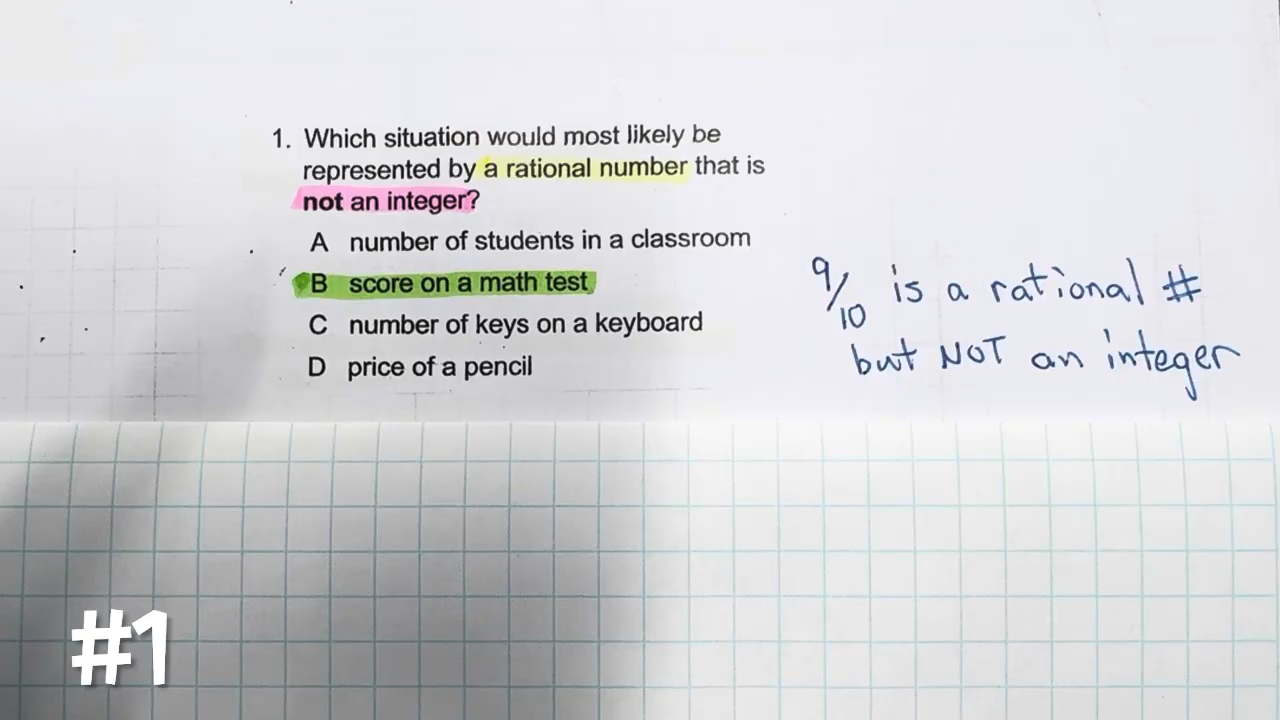 1. Which situation would most likely be
represented by a rational number that is
not an integer?
A number of students in a classroom
B score on a math test
C number of keys on a keyboard
D price of a pencil
9/10 is a rational #
but NOT an integer
#1